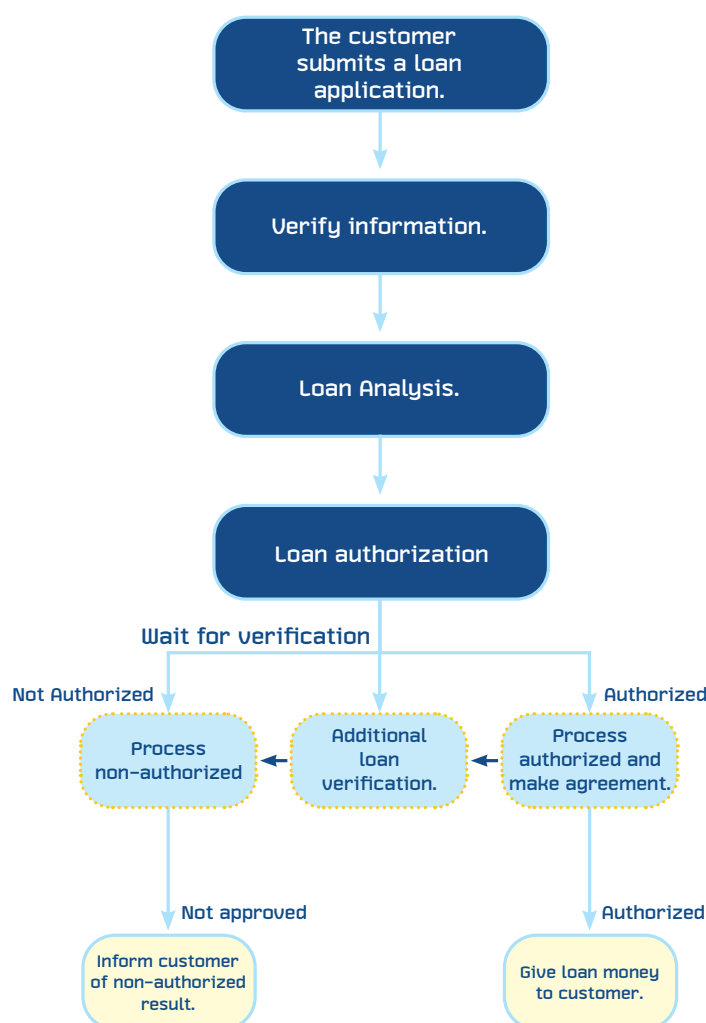 The customer
submits a loan
application.
Verify information.
Loan Analysis.
Loan authorization
Wait for verification
Not Authorized
Authorized
Process
non-authorized
Additional
loan
verification.
Process
authorized and
make agreement.
Not approved
Authorized
Inform customer
of non-authorized
result.
Give loan money
to customer.